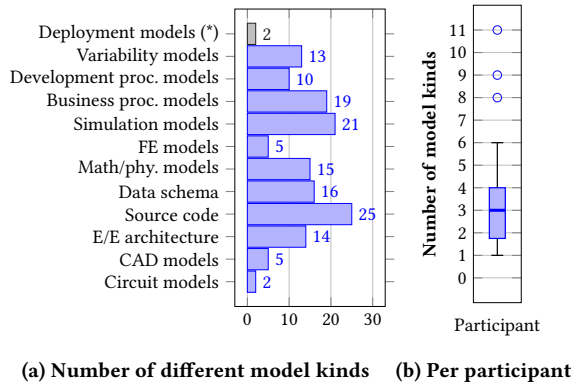 Deployment models (*) 2
Variability models 13
Development proc. models 10
Business proc. models 19
Simulation models 21
FE models 5
Math/phy. models 15
Data schema 16
Source code 25
E/E architecture 14
CAD models 5
Circuit models 2
0 10 20 30
(a) Number of different model kinds
Number of model kinds
11
10
9
8
7
6
5
4
3
2
1
0
Participant
(b) Per participant